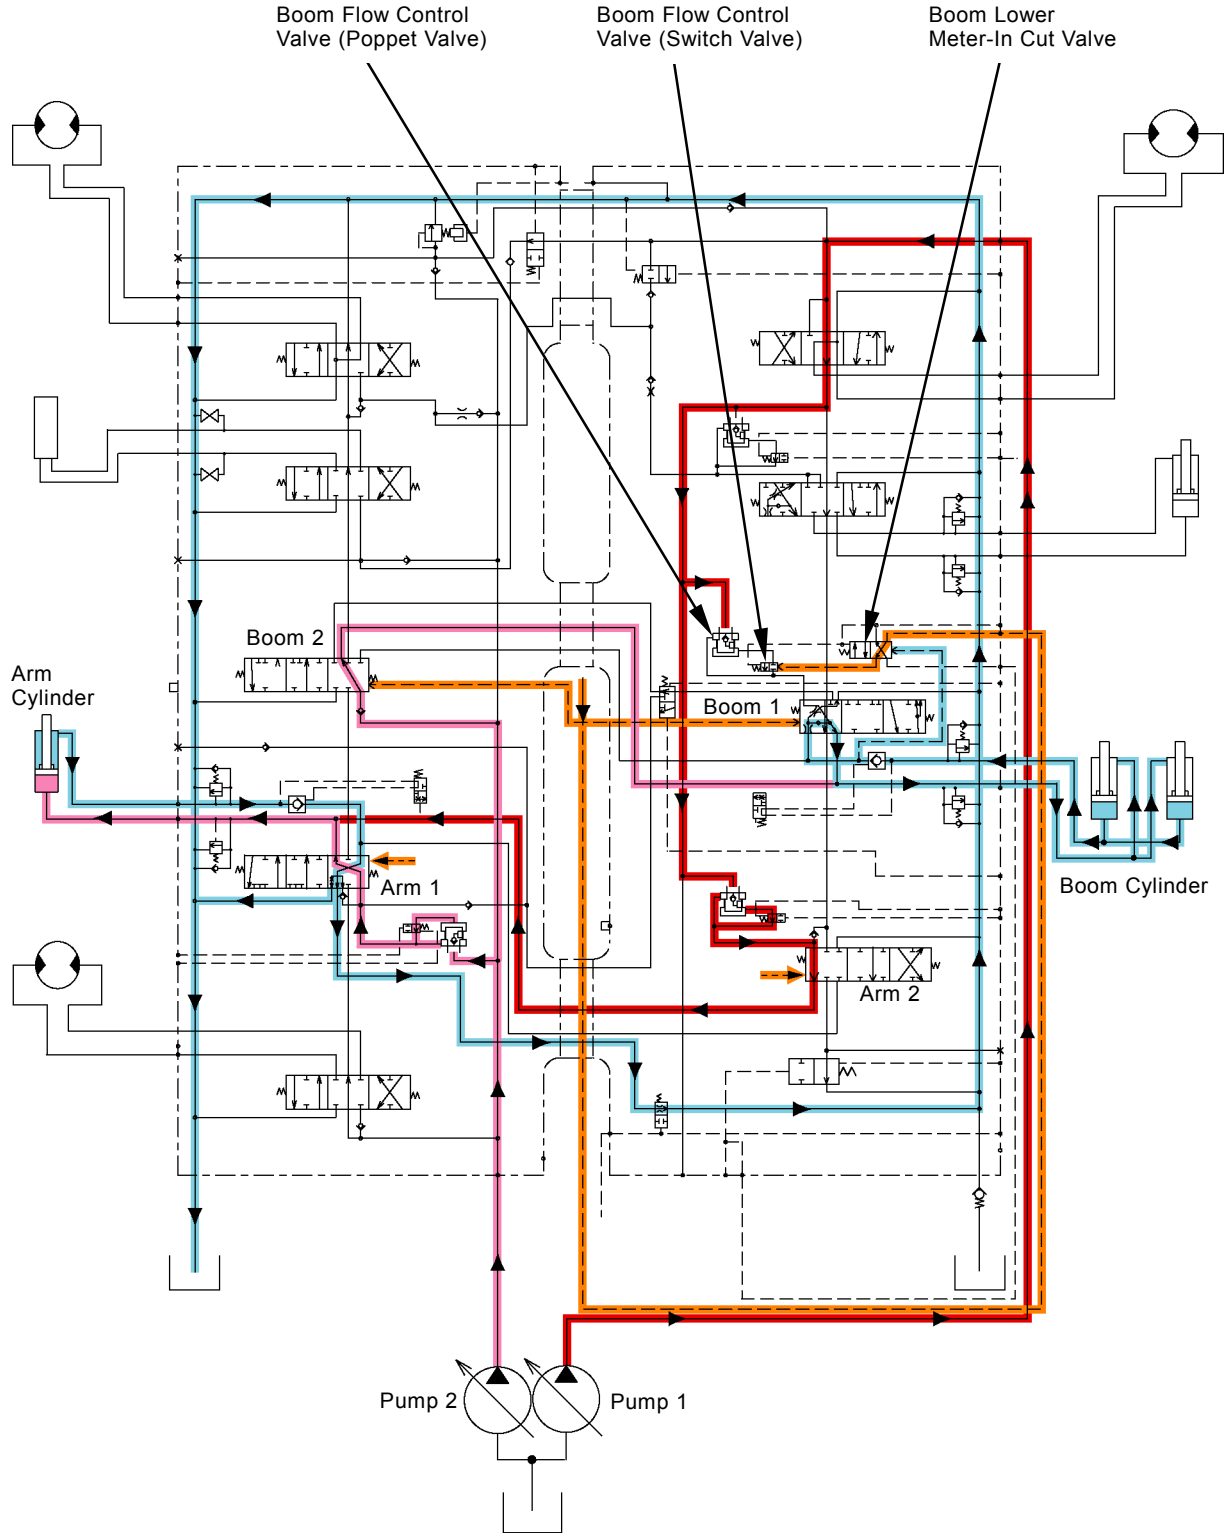 Boom Flow Control
Valve (Poppet Valve)
Boom Flow Control
Valve (Switch Valve)
Boom Lower
Meter-In Cut Valve
Boom 2
Arm
Cylinder
Boom 1
Arm 1
Boom Cylinder
Arm 2
Pump 2
Pump 1